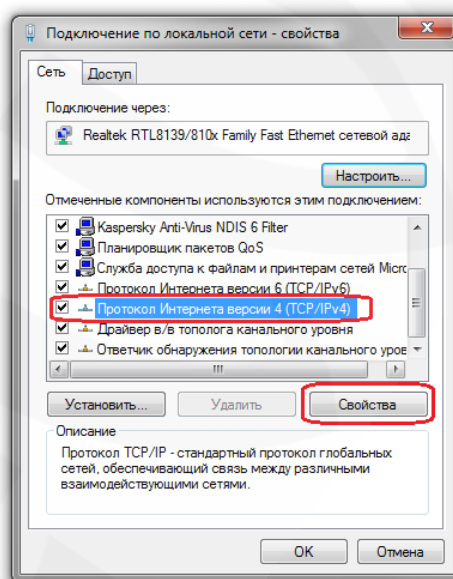 Подключение по локальной сети - свойства
Сеть Доступ
Подключение через:
Realtek RTL8139/810x Family Fast Ethernet сетевой ада
Настроить...
Отмеченные компоненты используются этим подключением:
Kaspersky Anti-Virus NDIS 6 Filter
Планировщик пакетов QoS
Служба доступа к файлам и принтерам сетей Micro
Протокол Интернета версии 6 (TCP/IPv6)
Протокол Интернета версии 4 (TCP/IPv4)
Драйвер в/в тополога канального уровня
Ответчик обнаружения топологии канального уров
Установить... Удалить Свойства
Описание
Протокол TCP/IP - стандартный протокол глобальных
сетей, обеспечивающий связь между различными
взаимодействующими сетями.
OK Отмена